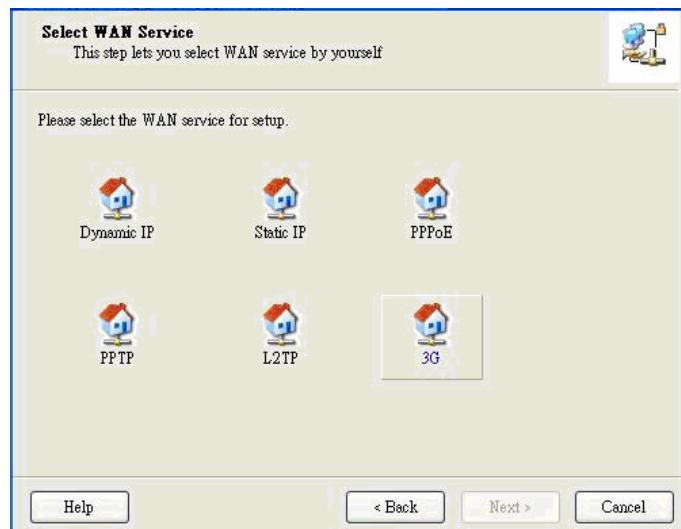 Select WAN Service
This step lets you select WAN service by yourself
Please select the WAN service for setup.
Dynamic IP
Static IP
PPPoE
PPTP
L2TP
3G
Help
< Back
Next >
Cancel